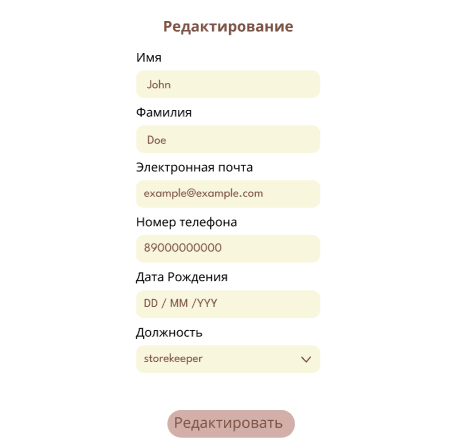 Редактирование
Имя
John
Фамилия
Doe
Электронная почта
example@example.com
Номер телефона
89000000000
Дата Рождения
DD / MM /YYY
Должность
storekeeper
Редактировать